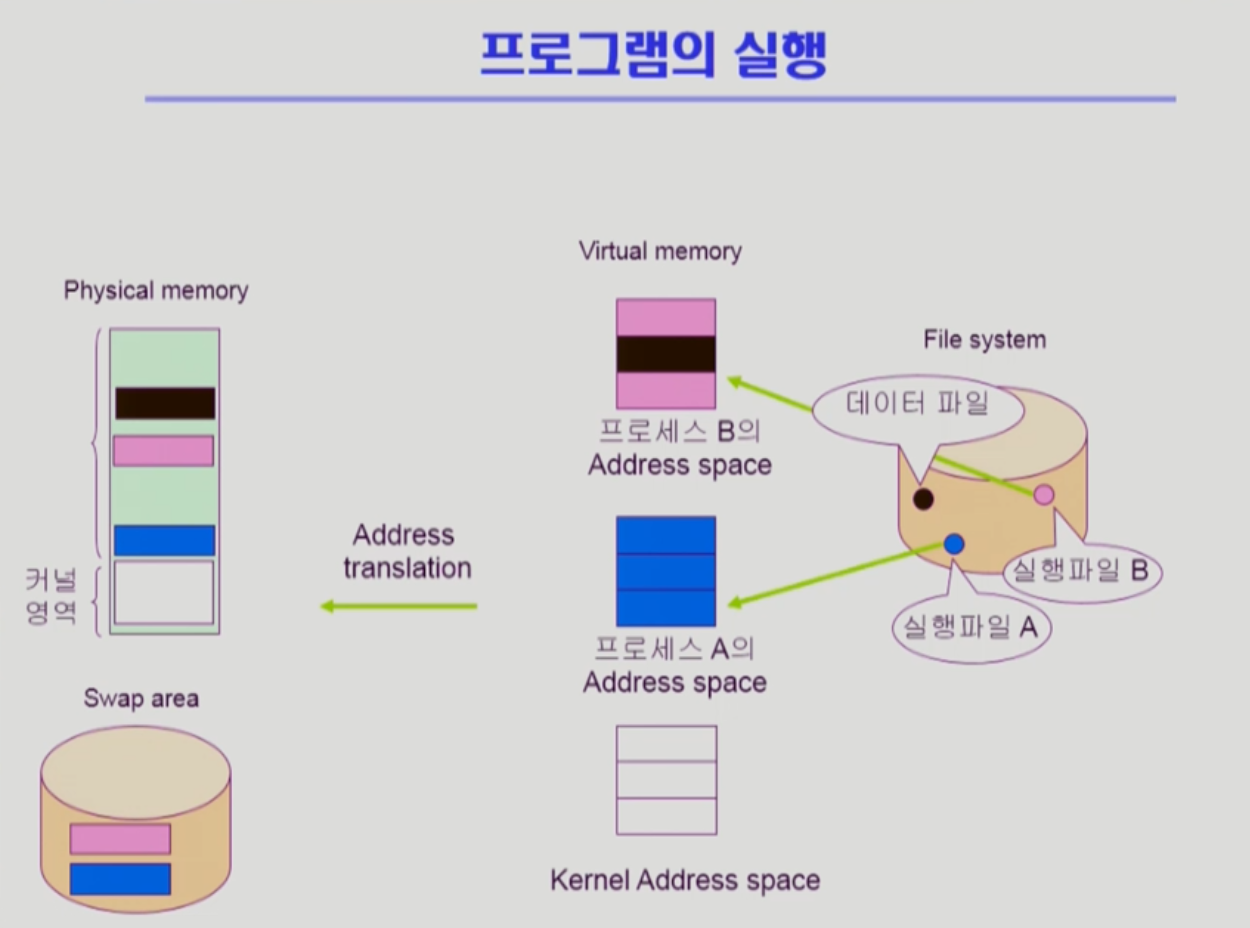 프로그램의 실행
Virtual memory
Physical memory
File system
데이터 파일
프로세스 B의
Address space
Address
translation
실행파일 B
커널
영역
실행파일 A
프로세스 A의
Address space
Swap area
Kernel Address space